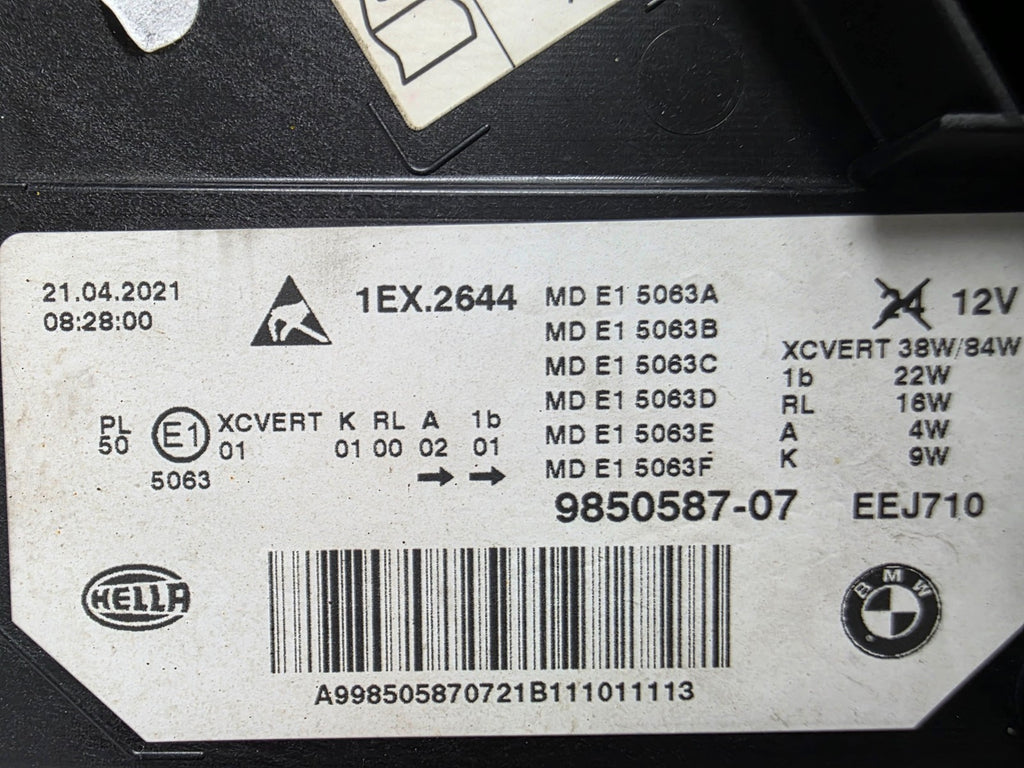 21.04.2021
08:28:00
1EX.2644
MD E1 5063A
MD E1 5063B
MD E1 5063C
MD E1 5063D
MD E1 5063E
MD E1 5063F
24 12V
XCVERT 38W/84W
1b 22W
RL 16W
A 4W
K 9W
PL
50
E1
5063
XCVERT K RL A 1b
01 01 00 02 01
9850587-07 EEJ710
HELLA
BMW
A998505870721B111011113